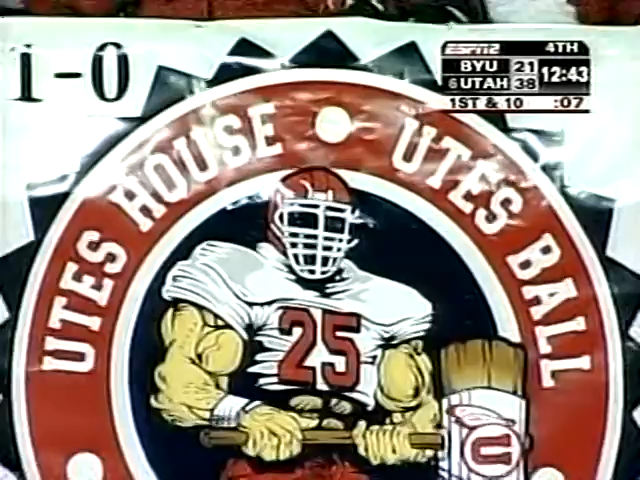 1-0
ESPN2 4TH
BYU 21
6 UTAH 38
12:43
1ST & 10 :07
UTES HOUSE
UTES BALL
25
U